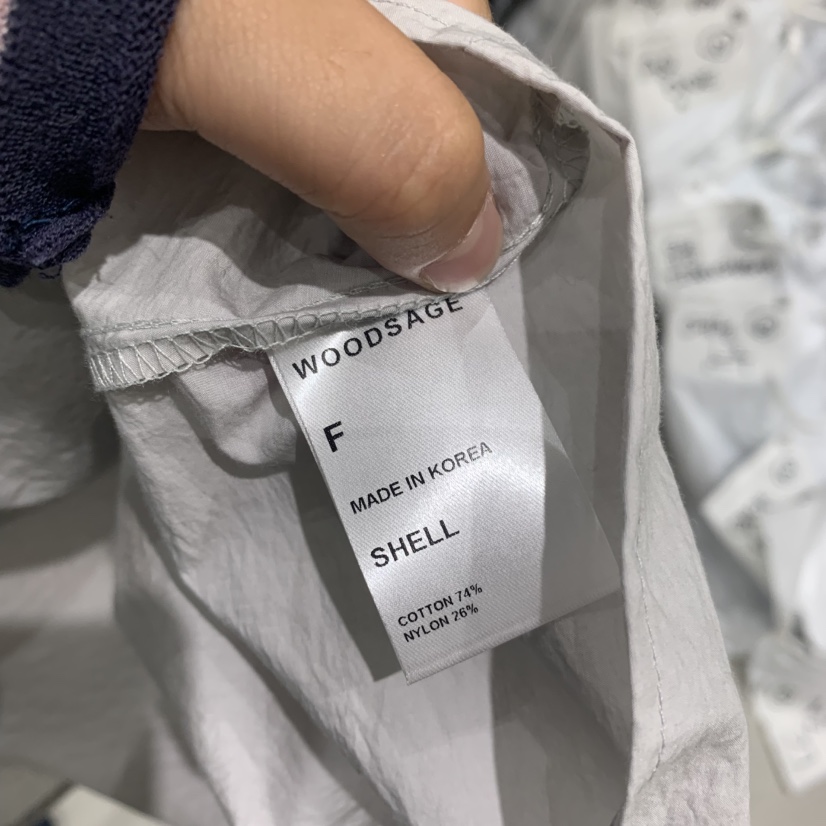 WOODSAGE
F
MADE IN KOREA
SHELL
COTTON 74%
NYLON 26%